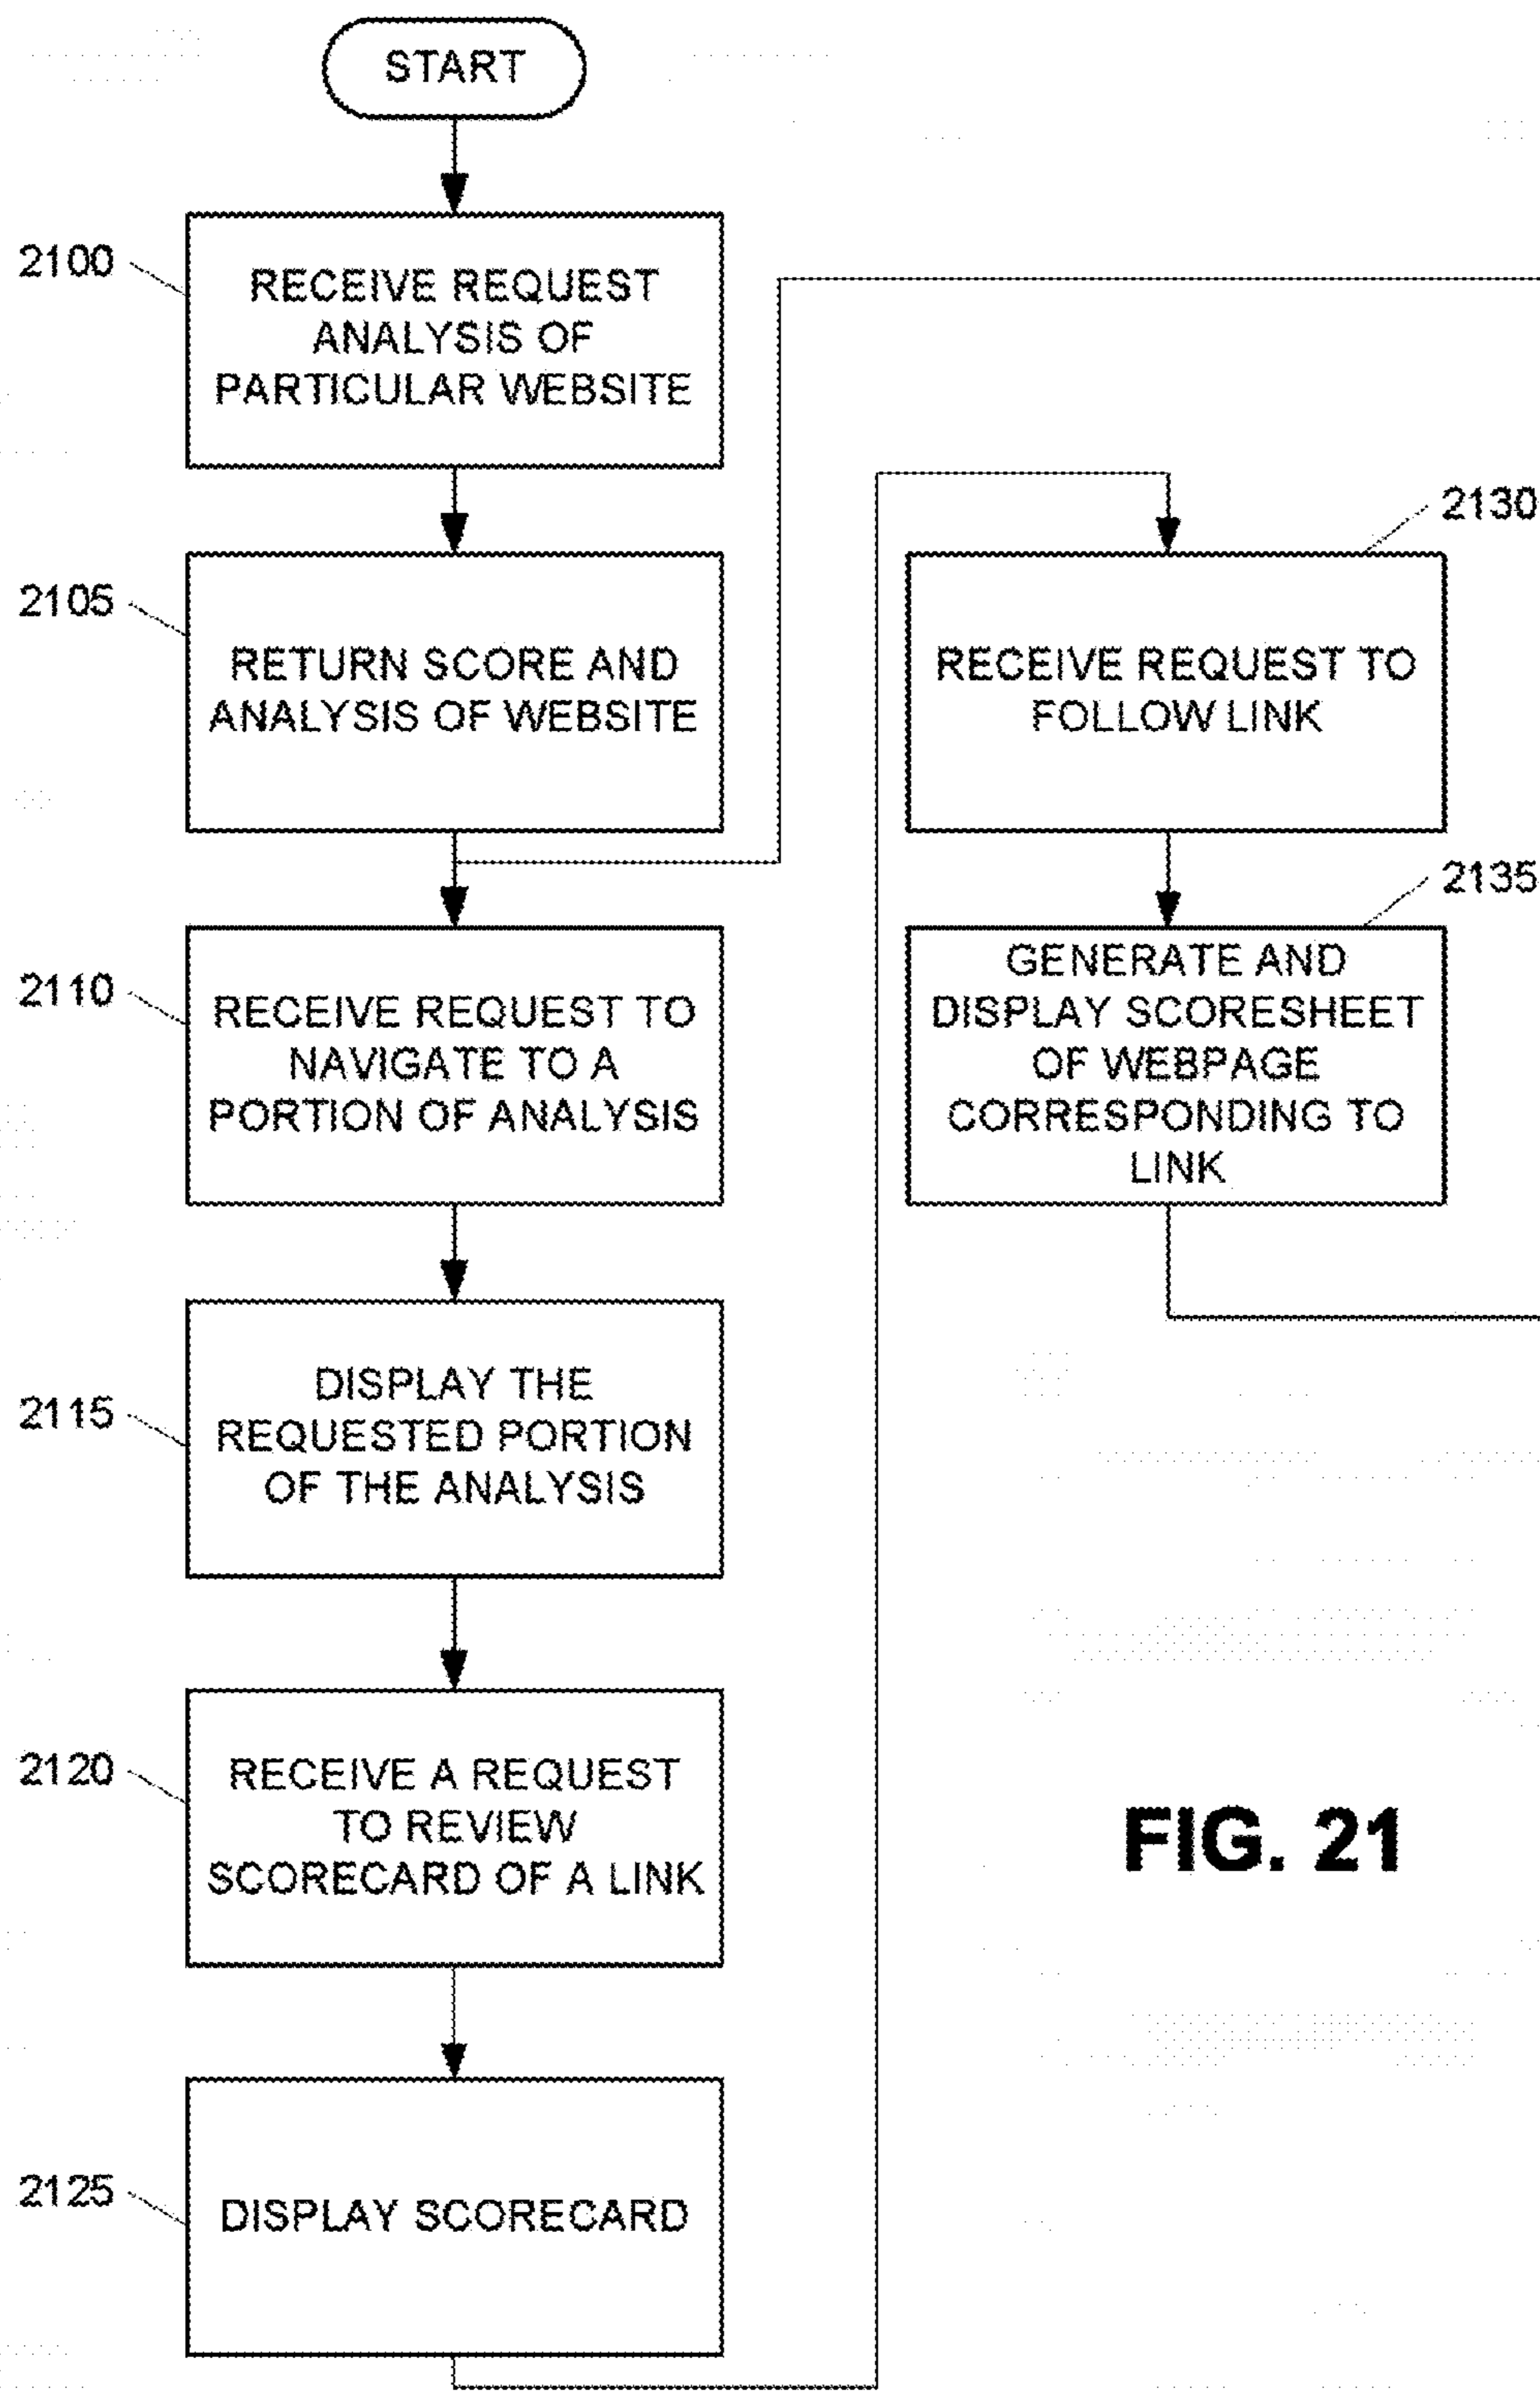 START
2100
RECEIVE REQUEST
ANALYSIS OF
PARTICULAR WEBSITE
2105
RETURN SCORE AND
ANALYSIS OF WEBSITE
2110
RECEIVE REQUEST TO
NAVIGATE TO A
PORTION OF ANALYSIS
2115
DISPLAY THE
REQUESTED PORTION
OF THE ANALYSIS
2120
RECEIVE A REQUEST
TO REVIEW
SCORECARD OF A LINK
2125
DISPLAY SCORECARD
2130
RECEIVE REQUEST TO
FOLLOW LINK
2135
GENERATE AND
DISPLAY SCORESHEET
OF WEBPAGE
CORRESPONDING TO
LINK
FIG. 21